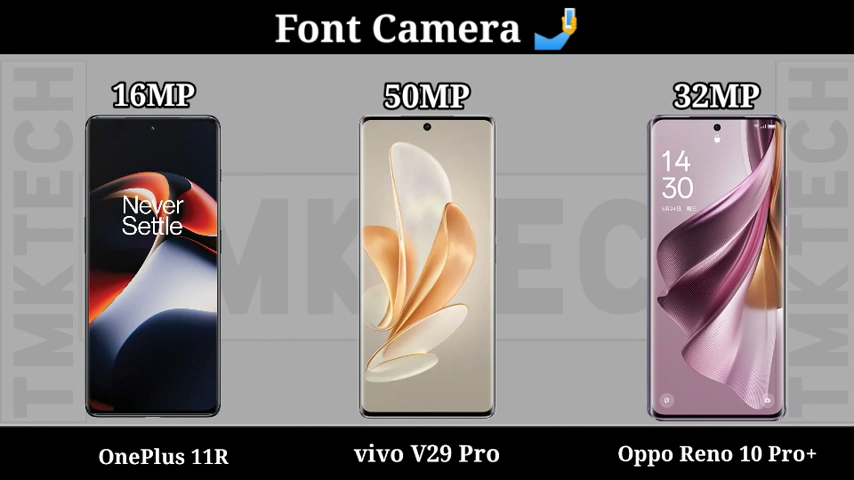 Font Camera
16MP
50MP
32MP
Never
Settle
14
30
TMKTECH
TMKTECH
TMKTECH
OnePlus 11R
vivo V29 Pro
Oppo Reno 10 Pro+